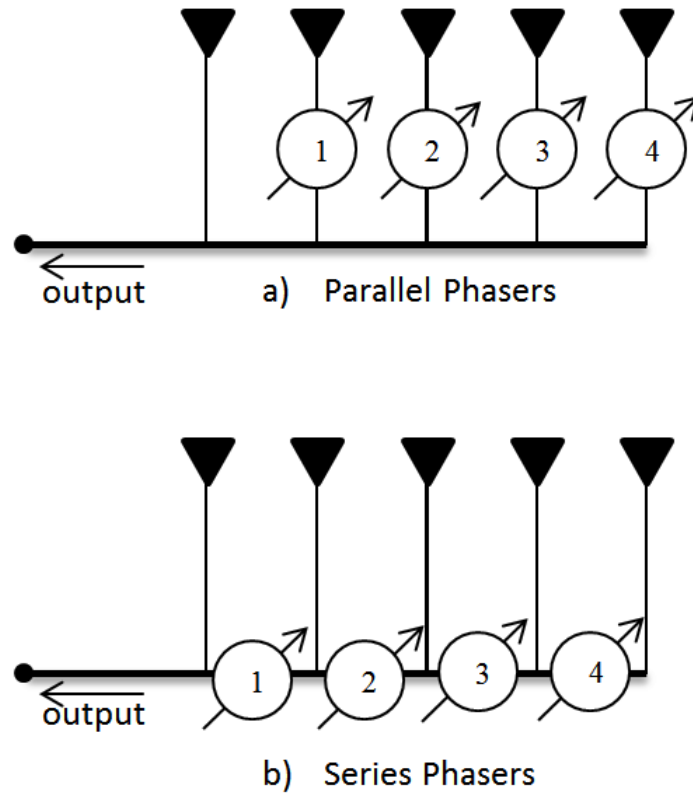 1 2 3 4
output
a) Parallel Phasers
1 2 3 4
output
b) Series Phasers